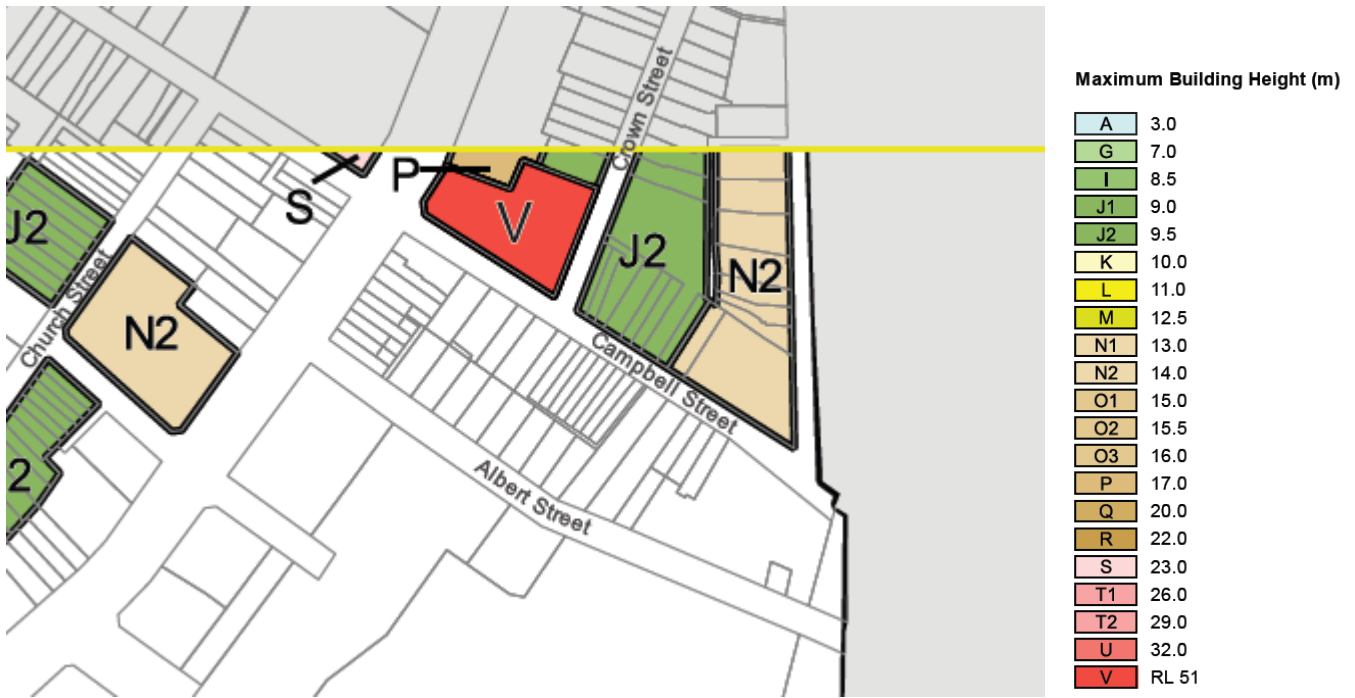 Maximum Building Height (m)
A 3.0
G 7.0
I 8.5
J1 9.0
J2 9.5
K 10.0
L 11.0
M 12.5
N1 13.0
N2 14.0
O1 15.0
O2 15.5
O3 16.0
P 17.0
Q 20.0
R 22.0
S 23.0
T1 26.0
T2 29.0
U 32.0
V RL 51
Crown Street
P
S
V
J2
J2
N2
N2
Church Street
Campbell Street
2
Albert Street